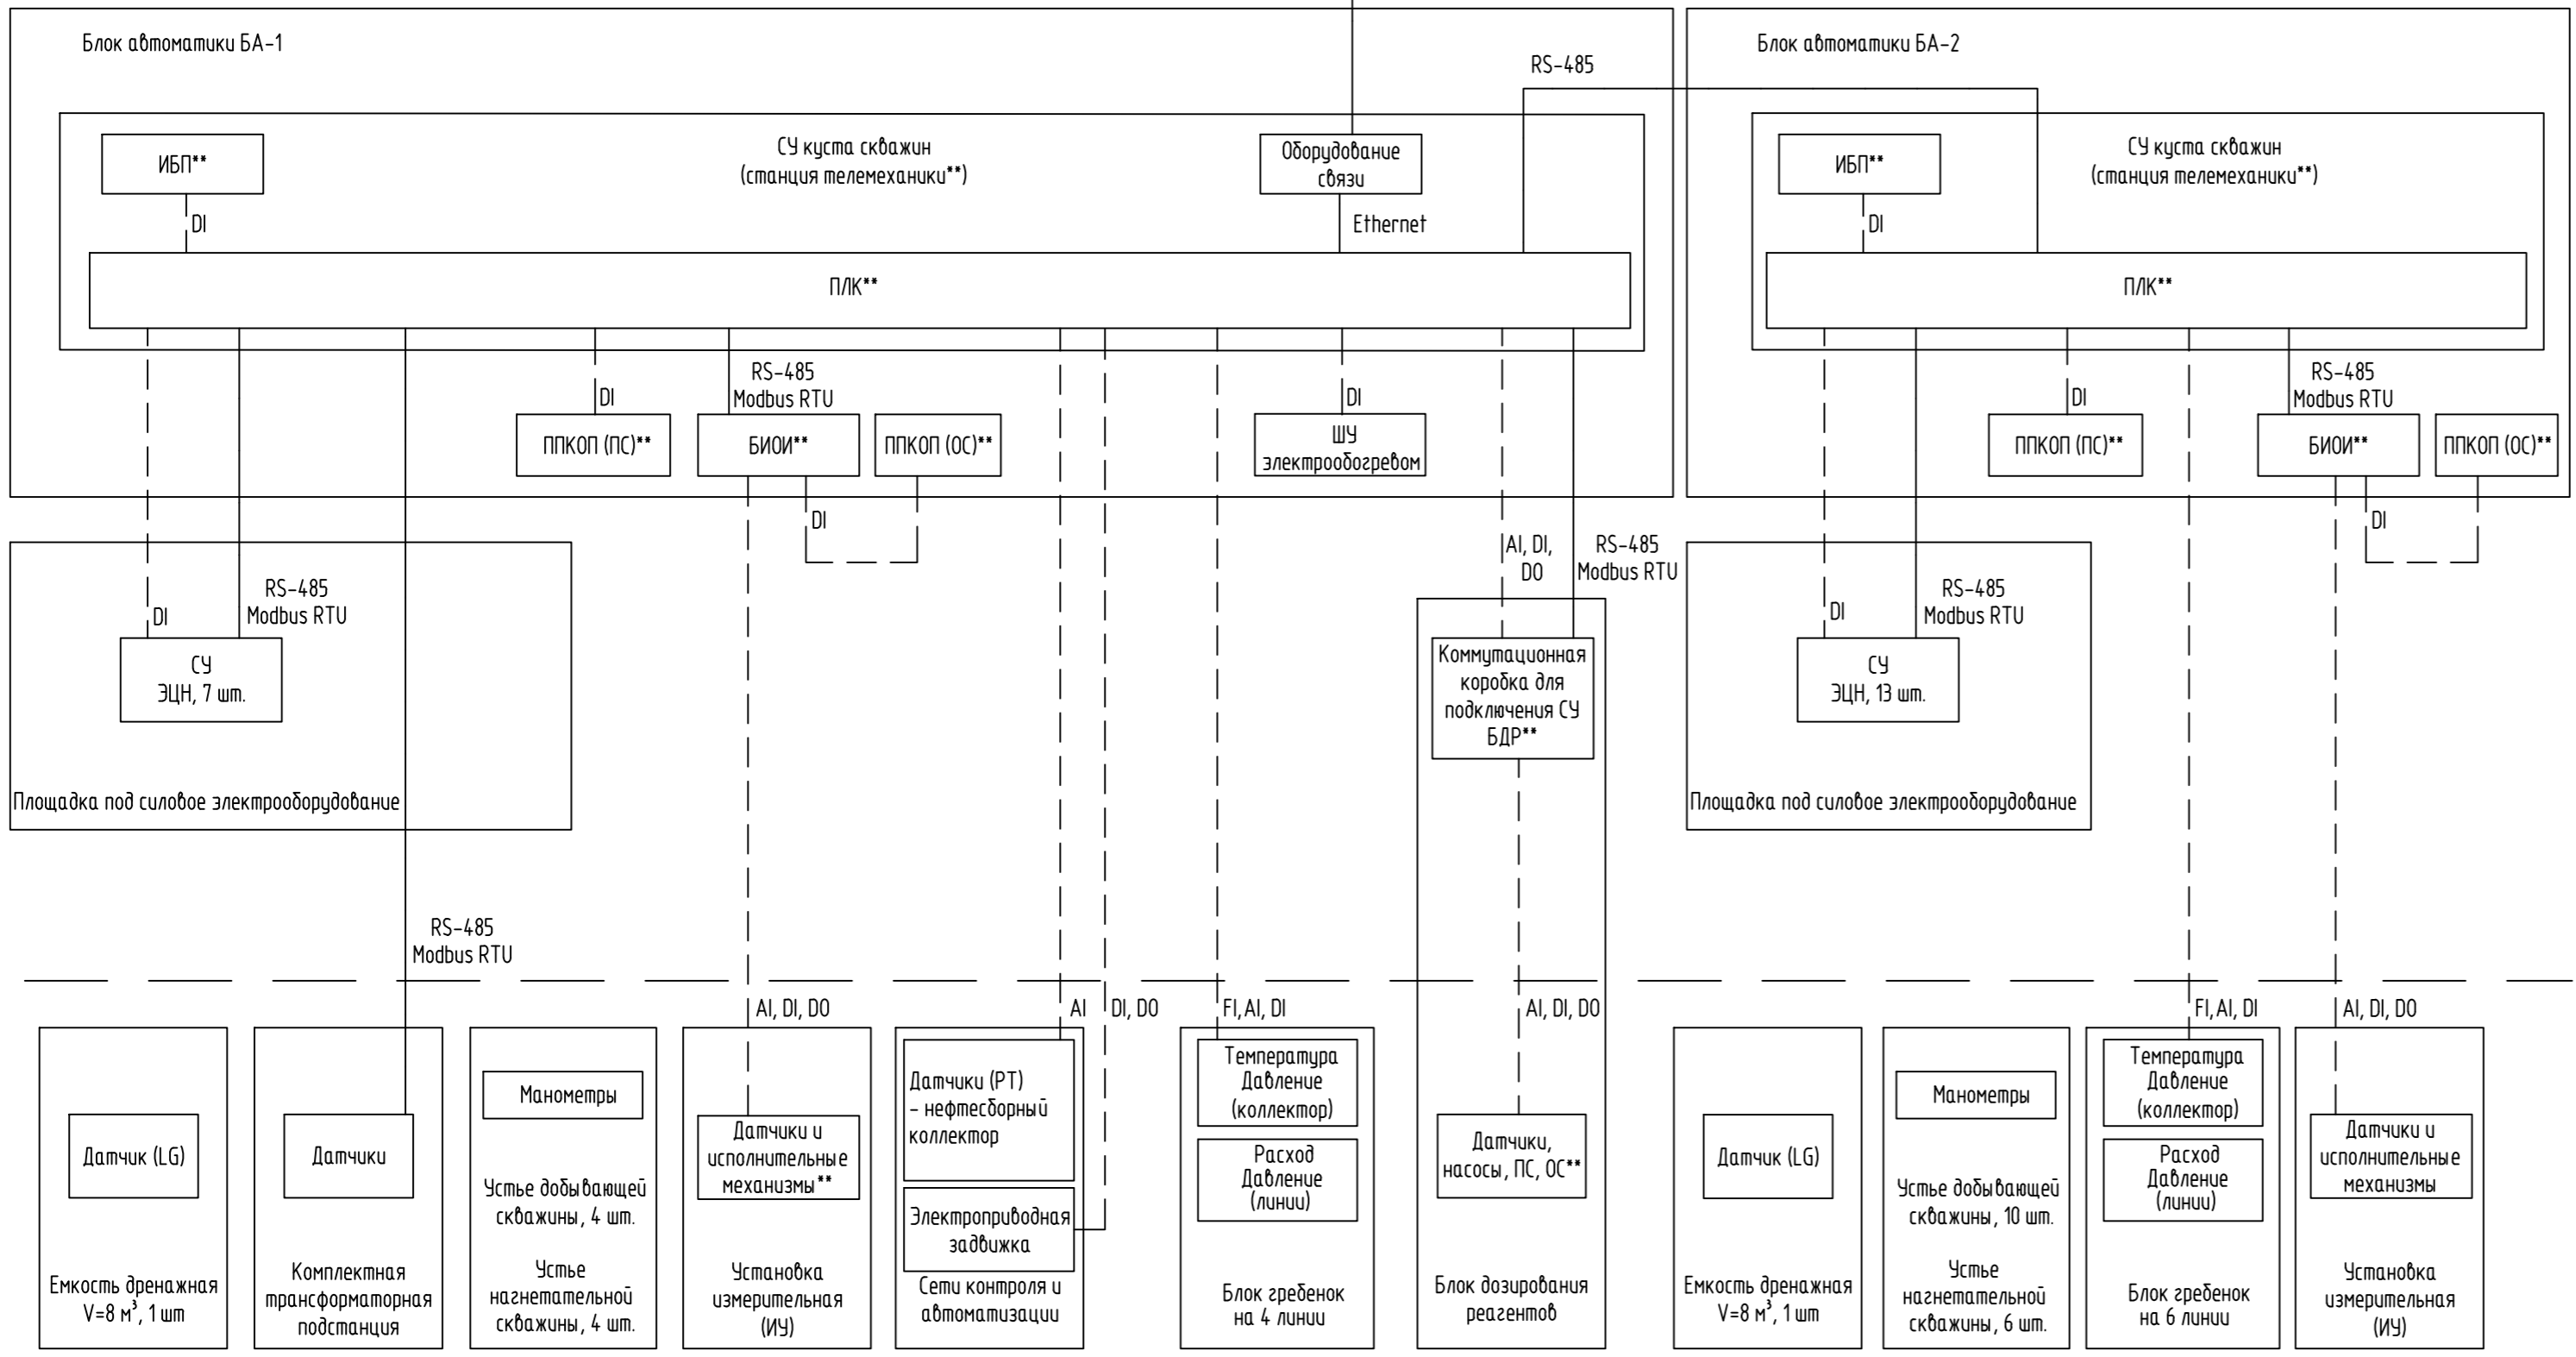 Блок автоматики БА-1
Блок автоматики БА-2
RS-485
ИБП**
СУ куста скважин
(станция телемеханики**)
Оборудование
связи
ИБП**
СУ куста скважин
(станция телемеханики**)
DI
Ethernet
DI
ПЛК**
ПЛК**
RS-485
Modbus RTU
RS-485
Modbus RTU
DI
DI
DI
ППКОП (ПС)**
БИОИ**
ППКОП (ОС)**
ШУ
электрообогревом
ППКОП (ПС)**
БИОИ**
ППКОП (ОС)**
DI
DI
AI, DI,
DO
RS-485
Modbus RTU
RS-485
Modbus RTU
DI
RS-485
Modbus RTU
DI
СУ
ЭЦН, 7 шт.
Коммутационная
коробка для
подключения СУ
БДР**
СУ
ЭЦН, 13 шт.
Площадка под силовое электрооборудование
Площадка под силовое электрооборудование
RS-485
Modbus RTU
AI, DI, DO
AI
DI, DO
FI, AI, DI
AI, DI, DO
FI, AI, DI
AI, DI, DO
Датчик (LG)
Емкость дренажная
V=8 м³, 1 шт
Датчики
Комплектная
трансформаторная
подстанция
Манометры
Устье добывающей
скважины, 4 шт.
Устье
нагнетательной
скважины, 4 шт.
Датчики и
исполнительные
механизмы**
Установка
измерительная
(ИУ)
Датчики (PT)
- нефтесборный
коллектор
Электроприводная
задвижка
Сети контроля и
автоматизации
Температура
Давление
(коллектор)
Расход
Давление
(линии)
Блок гребенок
на 4 линии
Датчики,
насосы, ПС, ОС**
Блок дозирования
реагентов
Датчик (LG)
Емкость дренажная
V=8 м³, 1 шт
Манометры
Устье добывающей
скважины, 10 шт.
Устье
нагнетательной
скважины, 6 шт.
Температура
Давление
(коллектор)
Расход
Давление
(линии)
Блок гребенок
на 6 линии
Датчики и
исполнительные
механизмы
Установка
измерительная
(ИУ)